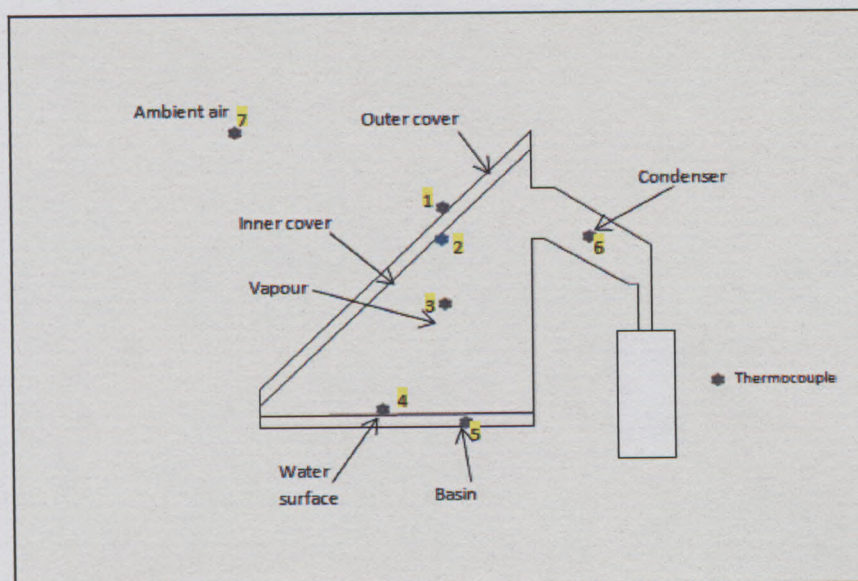 Ambient air 7
Outer cover
Condenser
1
Inner cover
2
6
Vapour
3
Thermocouple
4
5
Water
surface
Basin